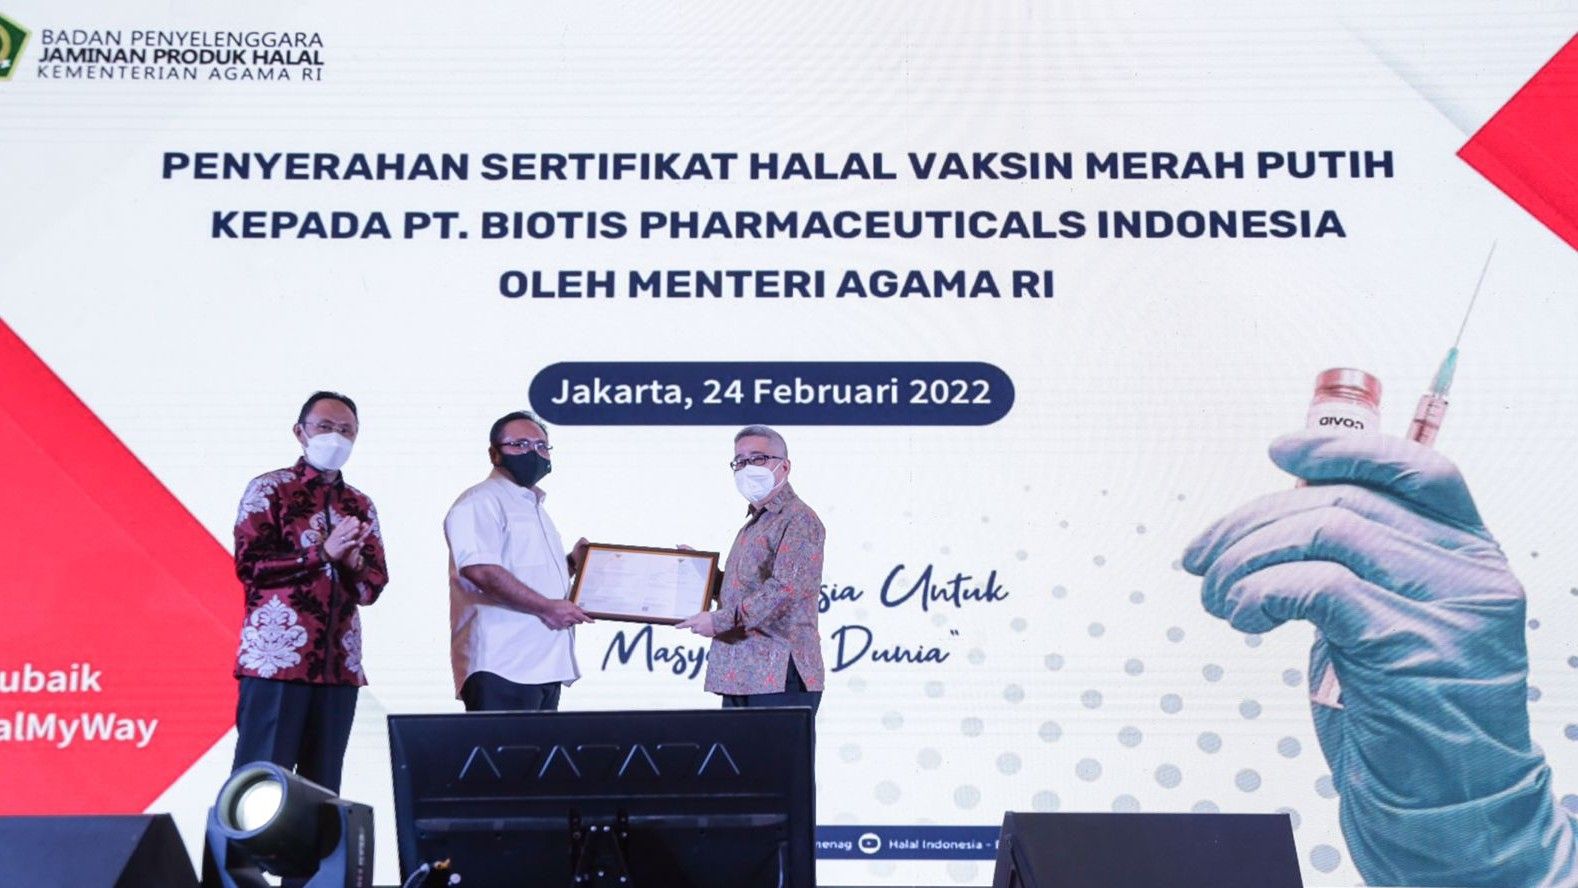 BADAN PENYELENGGARA
JAMINAN PRODUK HALAL
KEMENTERIAN AGAMA RI
PENYERAHAN SERTIFIKAT HALAL VAKSIN MERAH PUTIH
KEPADA PT. BIOTIS PHARMACEUTICALS INDONESIA
OLEH MENTERI AGAMA RI
Jakarta, 24 Februari 2022
COVID
Untuk
Dunia"
ubaik
alMyWay
Halal Indonesia -